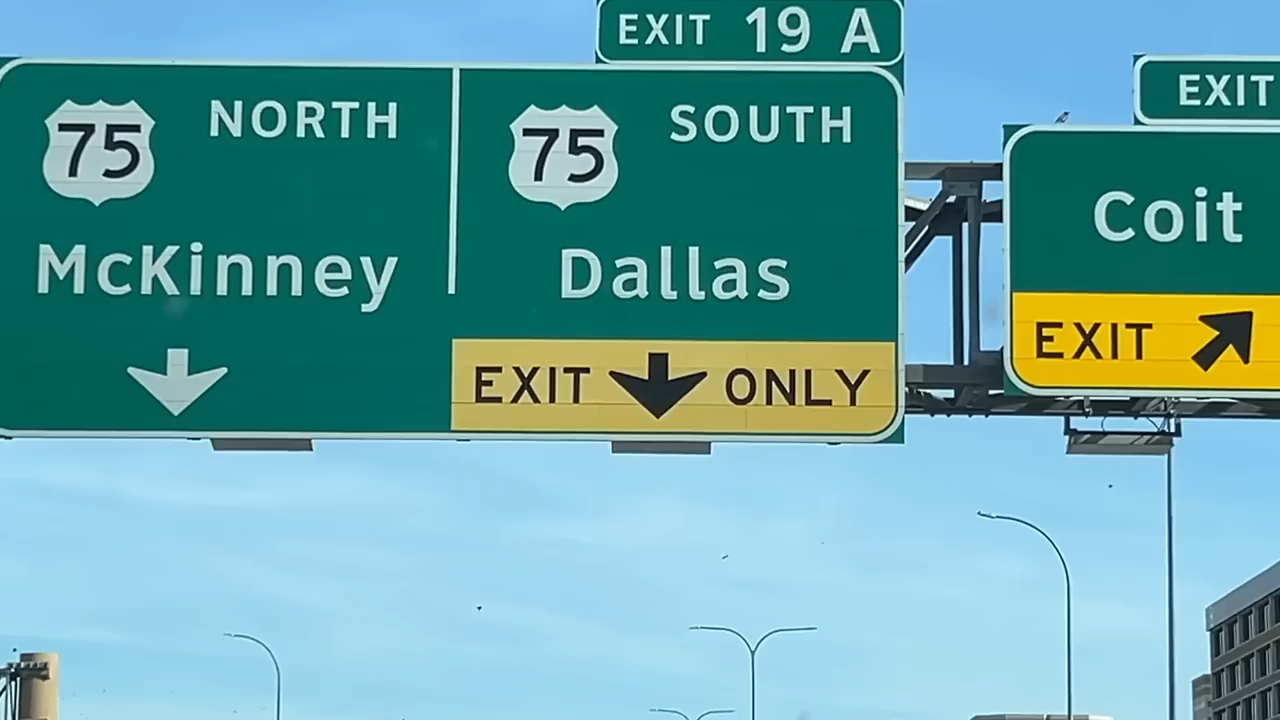 EXIT 19 A
75 NORTH
McKinney
75 SOUTH
Dallas
EXIT ONLY
EXIT
Coit
EXIT